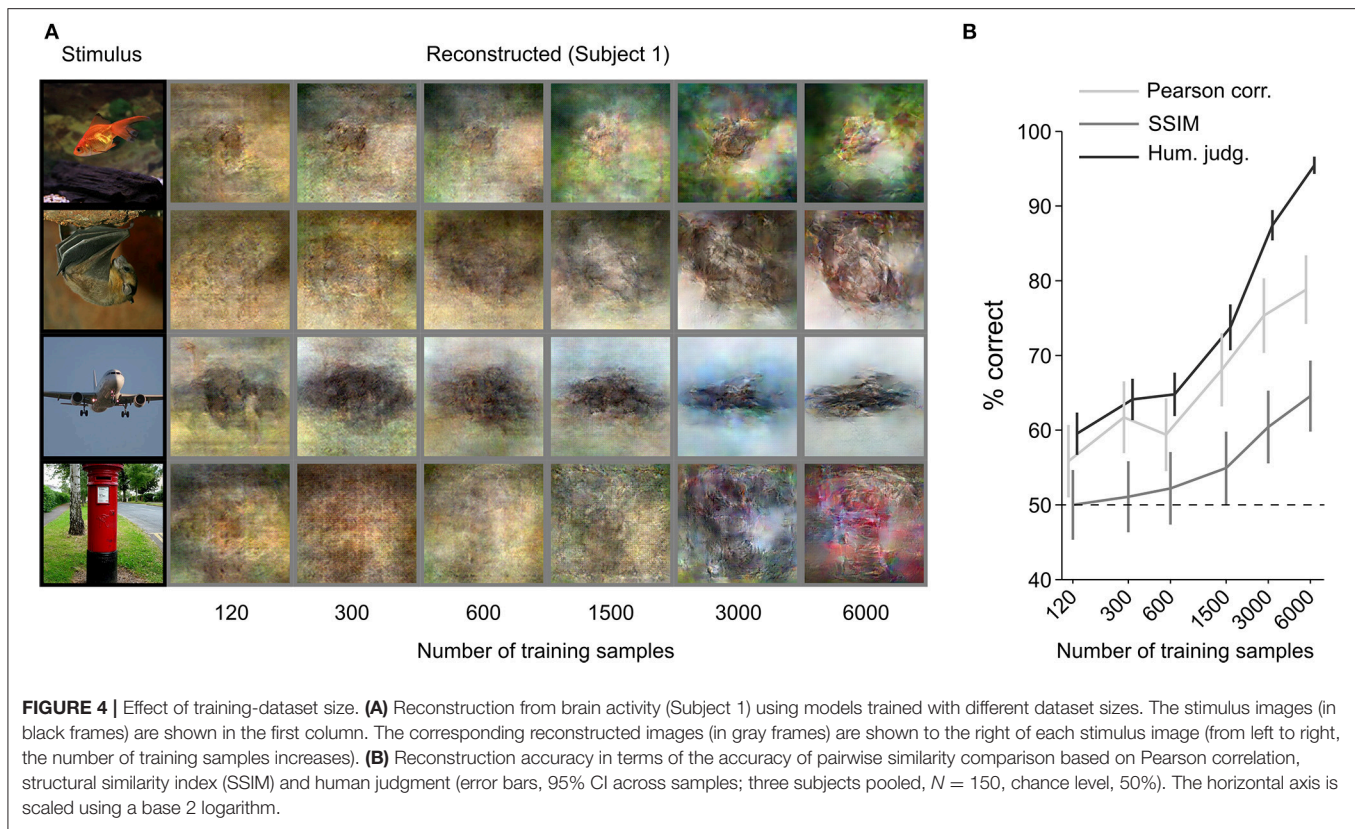 A
Stimulus
Reconstructed (Subject 1)
120 300 600 1500 3000 6000
Number of training samples
B
Pearson corr.
SSIM
Hum. judg.
100
90
80
70
60
50
40
% correct
120 300 600 1500 3000 6000
Number of training samples
FIGURE 4 | Effect of training-dataset size. (A) Reconstruction from brain activity (Subject 1) using models trained with different dataset sizes. The stimulus images (in
black frames) are shown in the first column. The corresponding reconstructed images (in gray frames) are shown to the right of each stimulus image (from left to right,
the number of training samples increases). (B) Reconstruction accuracy in terms of the accuracy of pairwise similarity comparison based on Pearson correlation,
structural similarity index (SSIM) and human judgment (error bars, 95% CI across samples; three subjects pooled, N = 150, chance level, 50%). The horizontal axis is
scaled using a base 2 logarithm.